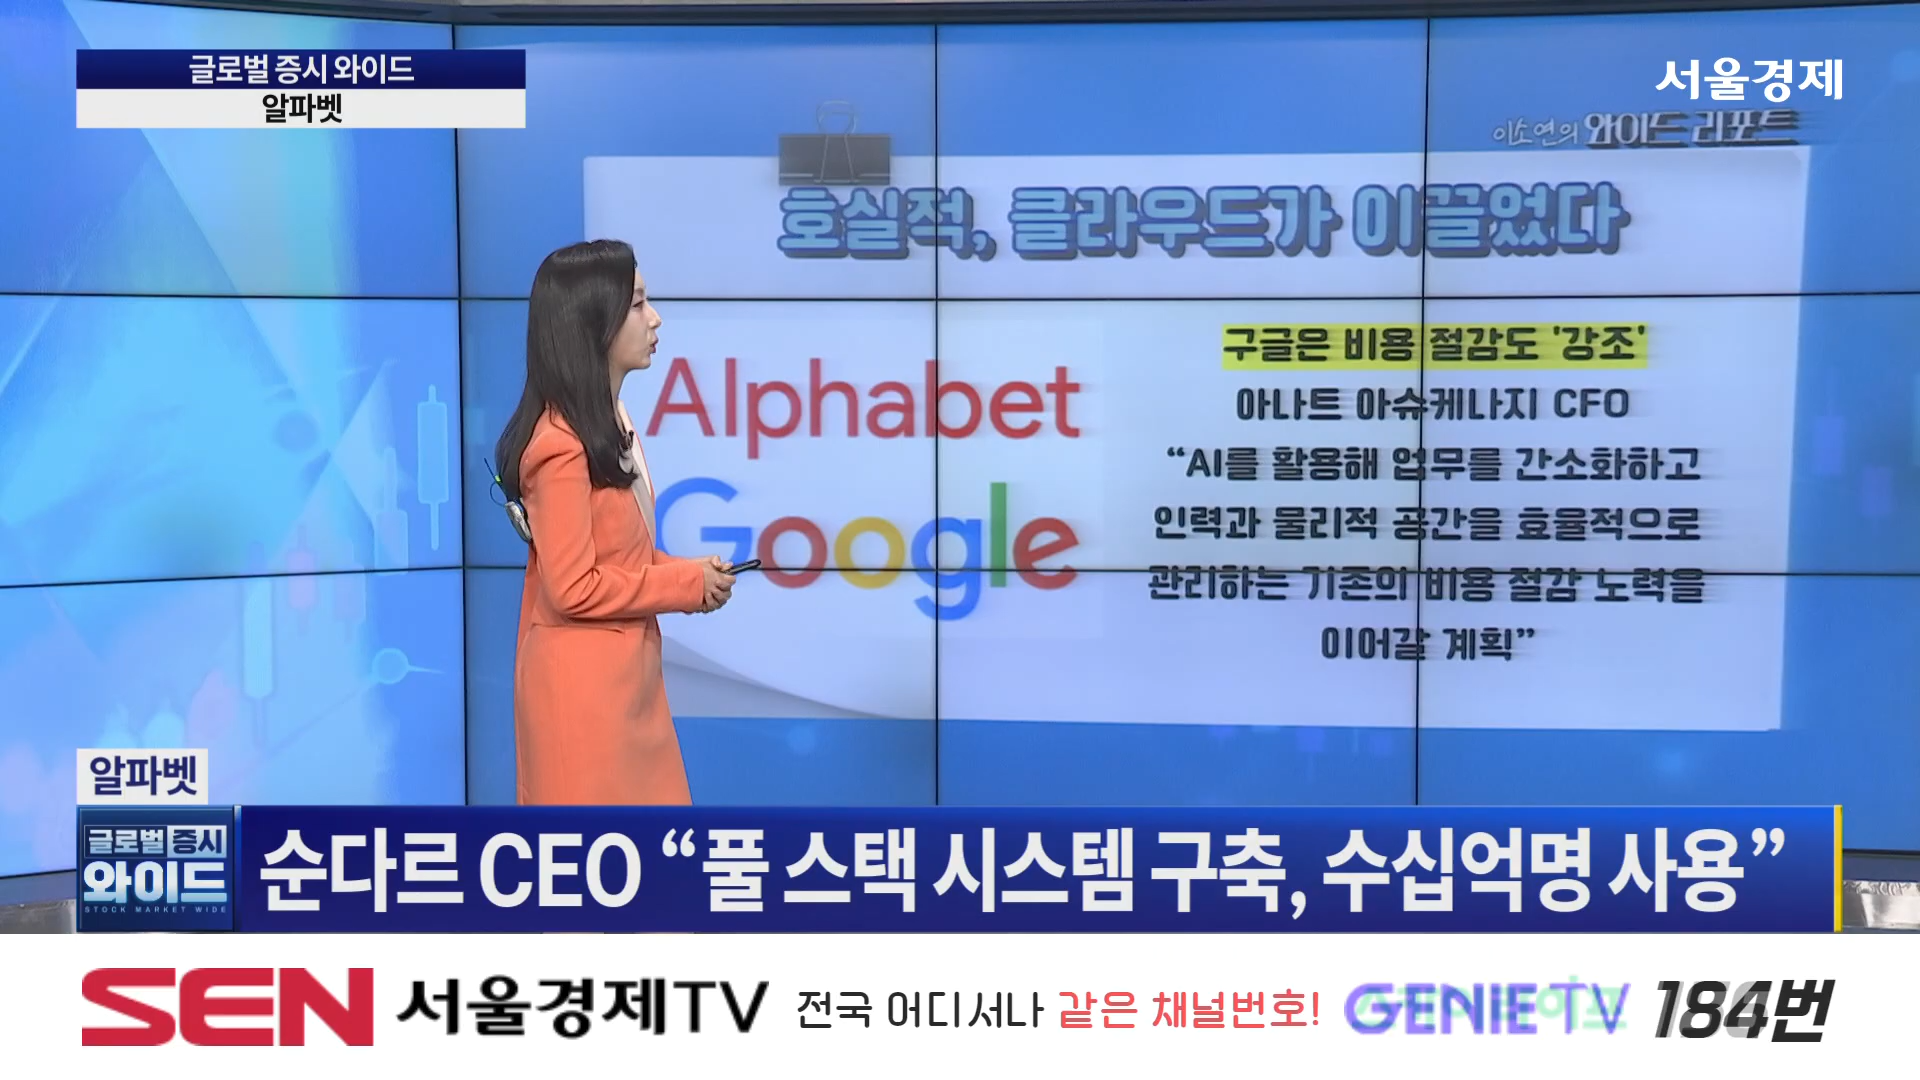 글로벌 증시 와이드
알파벳
서울경제
이소연의 와이드 리포트
호실적, 클라우드가 이끌었다
Alphabet
Google
구글은 비용 절감도 '강조'
아나트 아슈케나지 CFO
“AI를 활용해 업무를 간소화하고
인력과 물리적 공간을 효율적으로
관리하는 기존의 비용 절감 노력을
이어갈 계획”
알파벳
글로벌 증시
와이드
STOCK MARKET WIDE
순다르 CEO “풀 스택 시스템 구축, 수십억명 사용”
SEN 서울경제TV 전국 어디서나 같은 채널번호! GENIE TV 184번